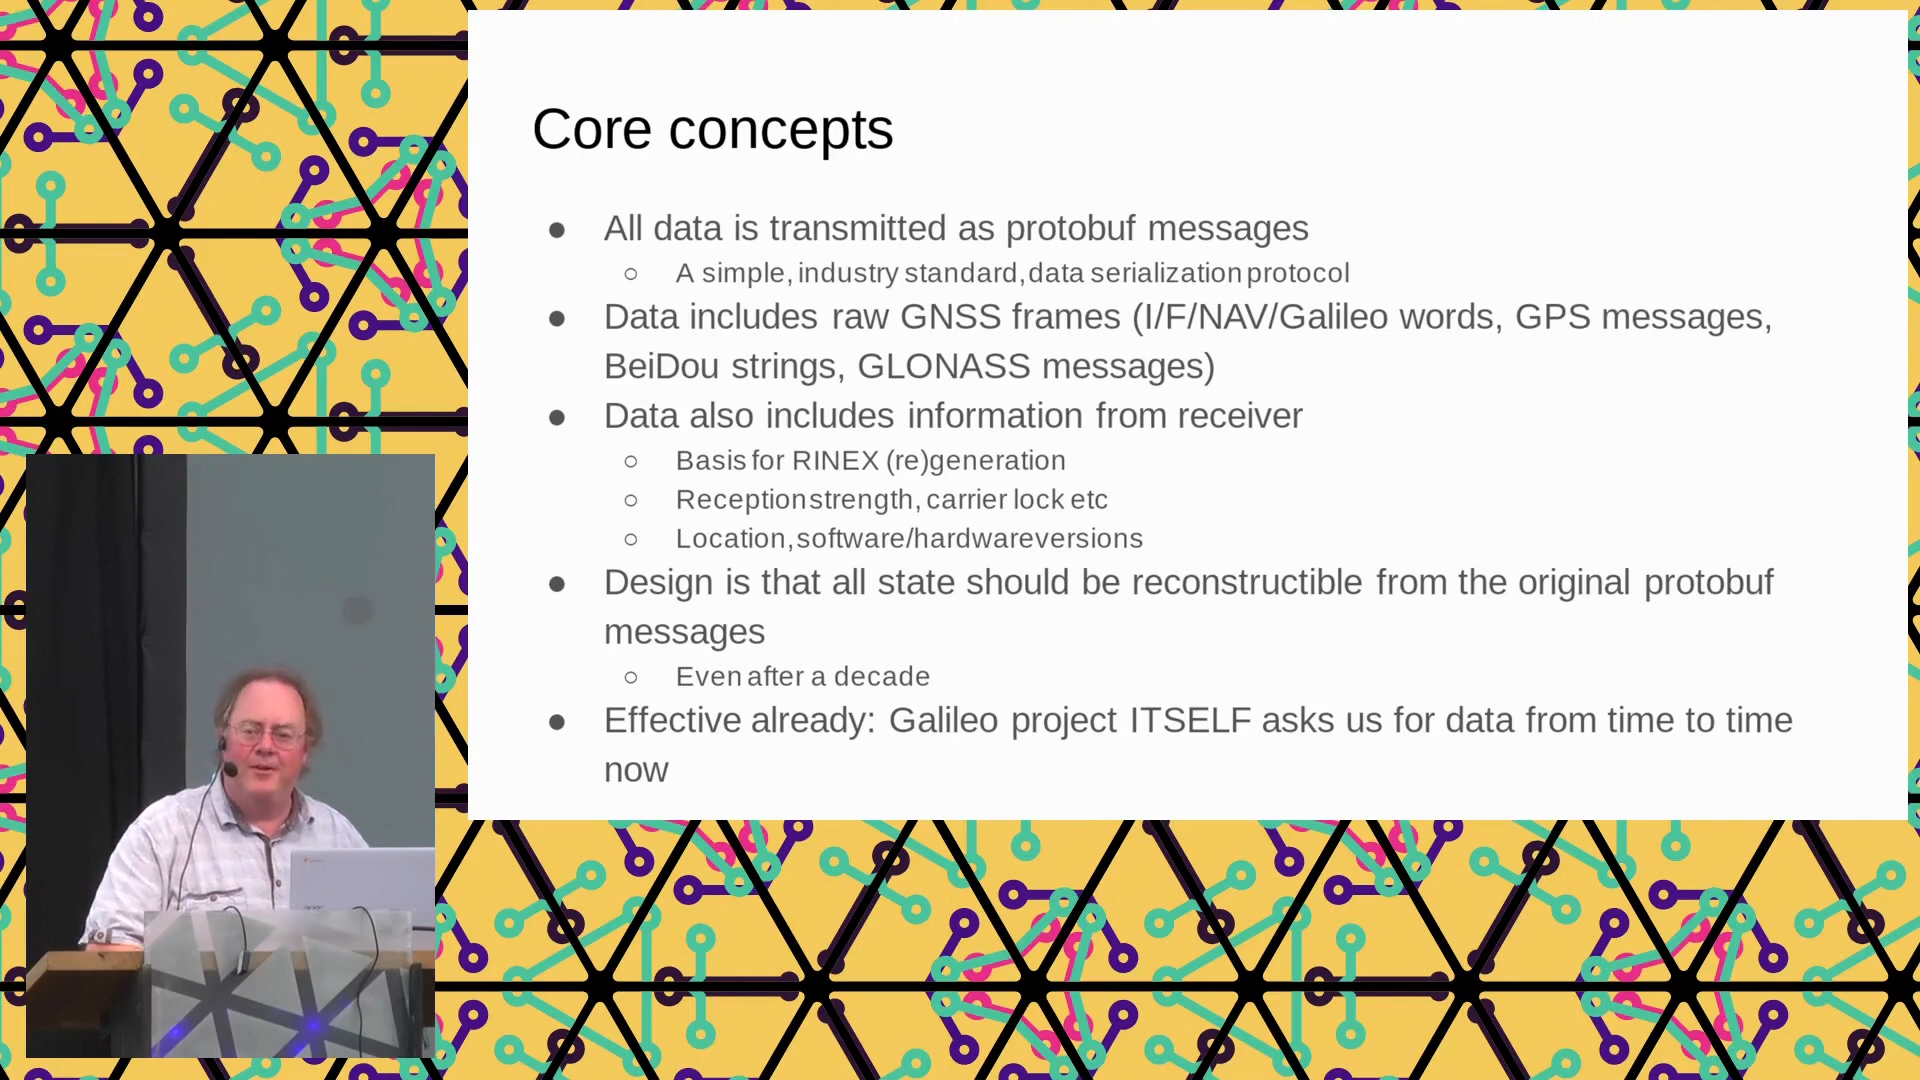 Core concepts
● All data is transmitted as protobuf messages
○ A simple, industry standard, data serialization protocol
● Data includes raw GNSS frames (I/F/NAV/Galileo words, GPS messages,
BeiDou strings, GLONASS messages)
● Data also includes information from receiver
○ Basis for RINEX (re)generation
○ Reception strength, carrier lock etc
○ Location, software/hardware versions
● Design is that all state should be reconstructible from the original protobuf
messages
○ Even after a decade
● Effective already: Galileo project ITSELF asks us for data from time to time
now